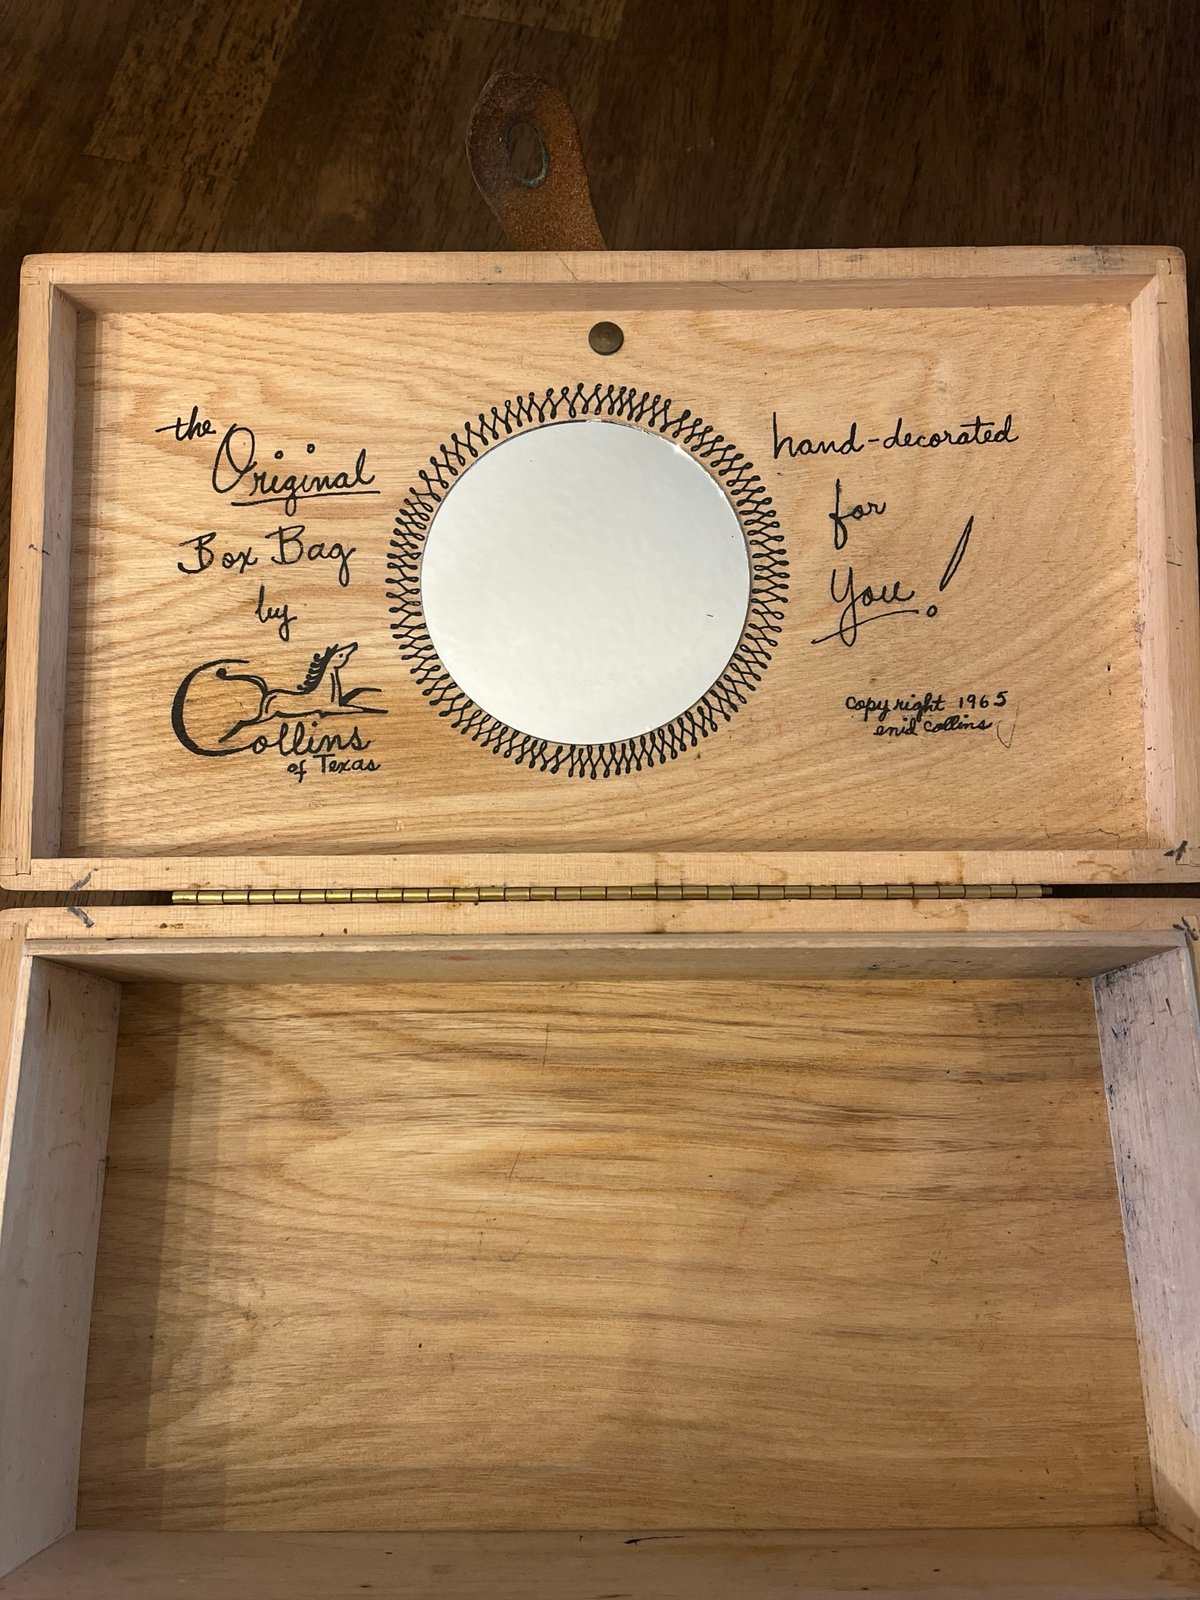 the
Original
Box Bag
by
Collins
of Texas
hand-decorated
for
You!
copyright 1965
enid collins